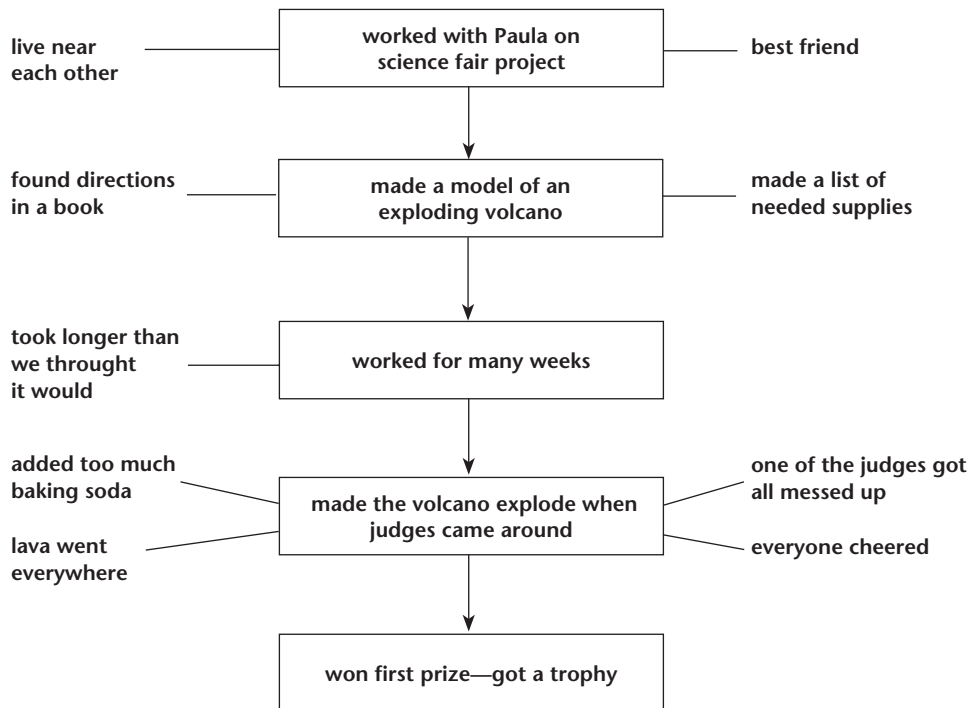 live near
each other
worked with Paula on
science fair project
best friend
found directions
in a book
made a model of an
exploding volcano
made a list of
needed supplies
took longer than
we throught
it would
worked for many weeks
added too much
baking soda
lava went
everywhere
made the volcano explode when
judges came around
one of the judges got
all messed up
everyone cheered
won first prize—got a trophy